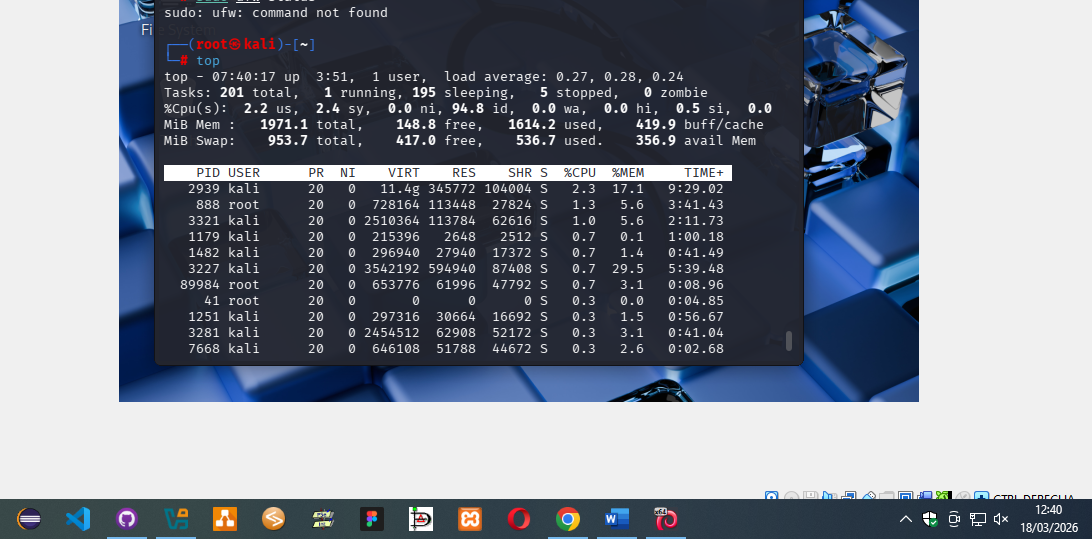 sudo: ufw: command not found
File System
┌──(root㉿kali)-[~]
└─# top
top - 07:40:17 up  3:51,  1 user,  load average: 0.27, 0.28, 0.24
Tasks: 201 total,   1 running, 195 sleeping,   5 stopped,   0 zombie
%Cpu(s):  2.2 us,  2.4 sy,  0.0 ni, 94.8 id,  0.0 wa,  0.0 hi,  0.5 si,  0.0
MiB Mem :   1971.1 total,    148.8 free,   1614.2 used,    419.9 buff/cache
MiB Swap:    953.7 total,    417.0 free,    536.7 used.    356.9 avail Mem
PID USER      PR  NI    VIRT    RES    SHR S  %CPU  %MEM     TIME+
2939 kali      20   0   11.4g 345772 104004 S   2.3  17.1   9:29.02
888 root      20   0  728164 113448  27824 S   1.3   5.6   3:41.43
3321 kali      20   0 2510364 113784  62616 S   1.0   5.6   2:11.73
1179 kali      20   0  215396   2648   2512 S   0.7   0.1   1:00.18
1482 kali      20   0  296940  27940  17372 S   0.7   1.4   0:41.49
3227 kali      20   0 3542192 594940  87408 S   0.7  29.5   5:39.48
89984 root      20   0  653776  61996  47792 S   0.7   3.1   0:08.96
41 root      20   0       0      0      0 S   0.3   0.0   0:04.85
1251 kali      20   0  297316  30664  16692 S   0.3   1.5   0:56.67
3281 kali      20   0 2454512  62908  52172 S   0.3   3.1   0:41.04
7668 kali      20   0  646108  51788  44672 S   0.3   2.6   0:02.68
CTRL DERECHA
12:40
18/03/2026